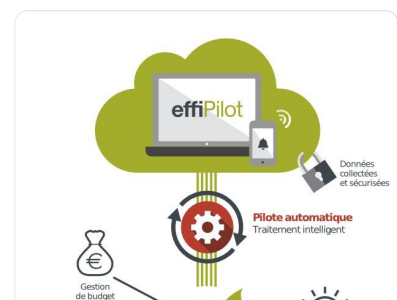 effiPilot
Données
collectées
et sécurisées
Pilote automatique
Traitement intelligent
€
Gestion
de budget